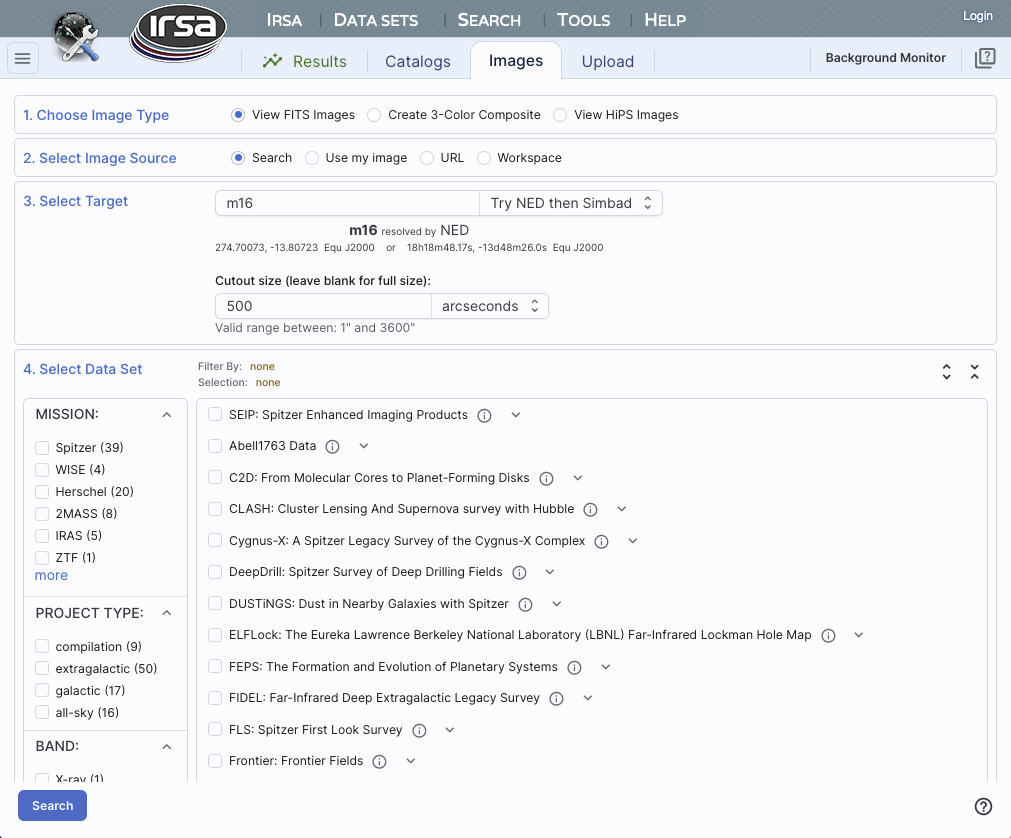 IRSA DATA SETS SEARCH TOOLS HELP Login
irsa
Results Catalogs Images Upload Background Monitor
1. Choose Image Type View FITS Images Create 3-Color Composite View HiPS Images
2. Select Image Source Search Use my image URL Workspace
3. Select Target m16 Try NED then Simbad
m16 resolved by NED
274.70073, -13.80723 Equ J2000 or 18h18m48.17s, -13d48m26.0s Equ J2000
Cutout size (leave blank for full size):
500 arcseconds
Valid range between: 1" and 3600"
4. Select Data Set
Filter By: none
Selection: none
MISSION:
Spitzer (39)
WISE (4)
Herschel (20)
2MASS (8)
IRAS (5)
ZTF (1)
more
PROJECT TYPE:
compilation (9)
extragalactic (50)
galactic (17)
all-sky (16)
BAND:
X-ray (1)
SEIP: Spitzer Enhanced Imaging Products
Abell1763 Data
C2D: From Molecular Cores to Planet-Forming Disks
CLASH: Cluster Lensing And Supernova survey with Hubble
Cygnus-X: A Spitzer Legacy Survey of the Cygnus-X Complex
DeepDrill: Spitzer Survey of Deep Drilling Fields
DUSTiNGS: Dust in Nearby Galaxies with Spitzer
ELFLock: The Eureka Lawrence Berkeley National Laboratory (LBNL) Far-Infrared Lockman Hole Map
FEPS: The Formation and Evolution of Planetary Systems
FIDEL: Far-Infrared Deep Extragalactic Legacy Survey
FLS: Spitzer First Look Survey
Frontier: Frontier Fields
Search